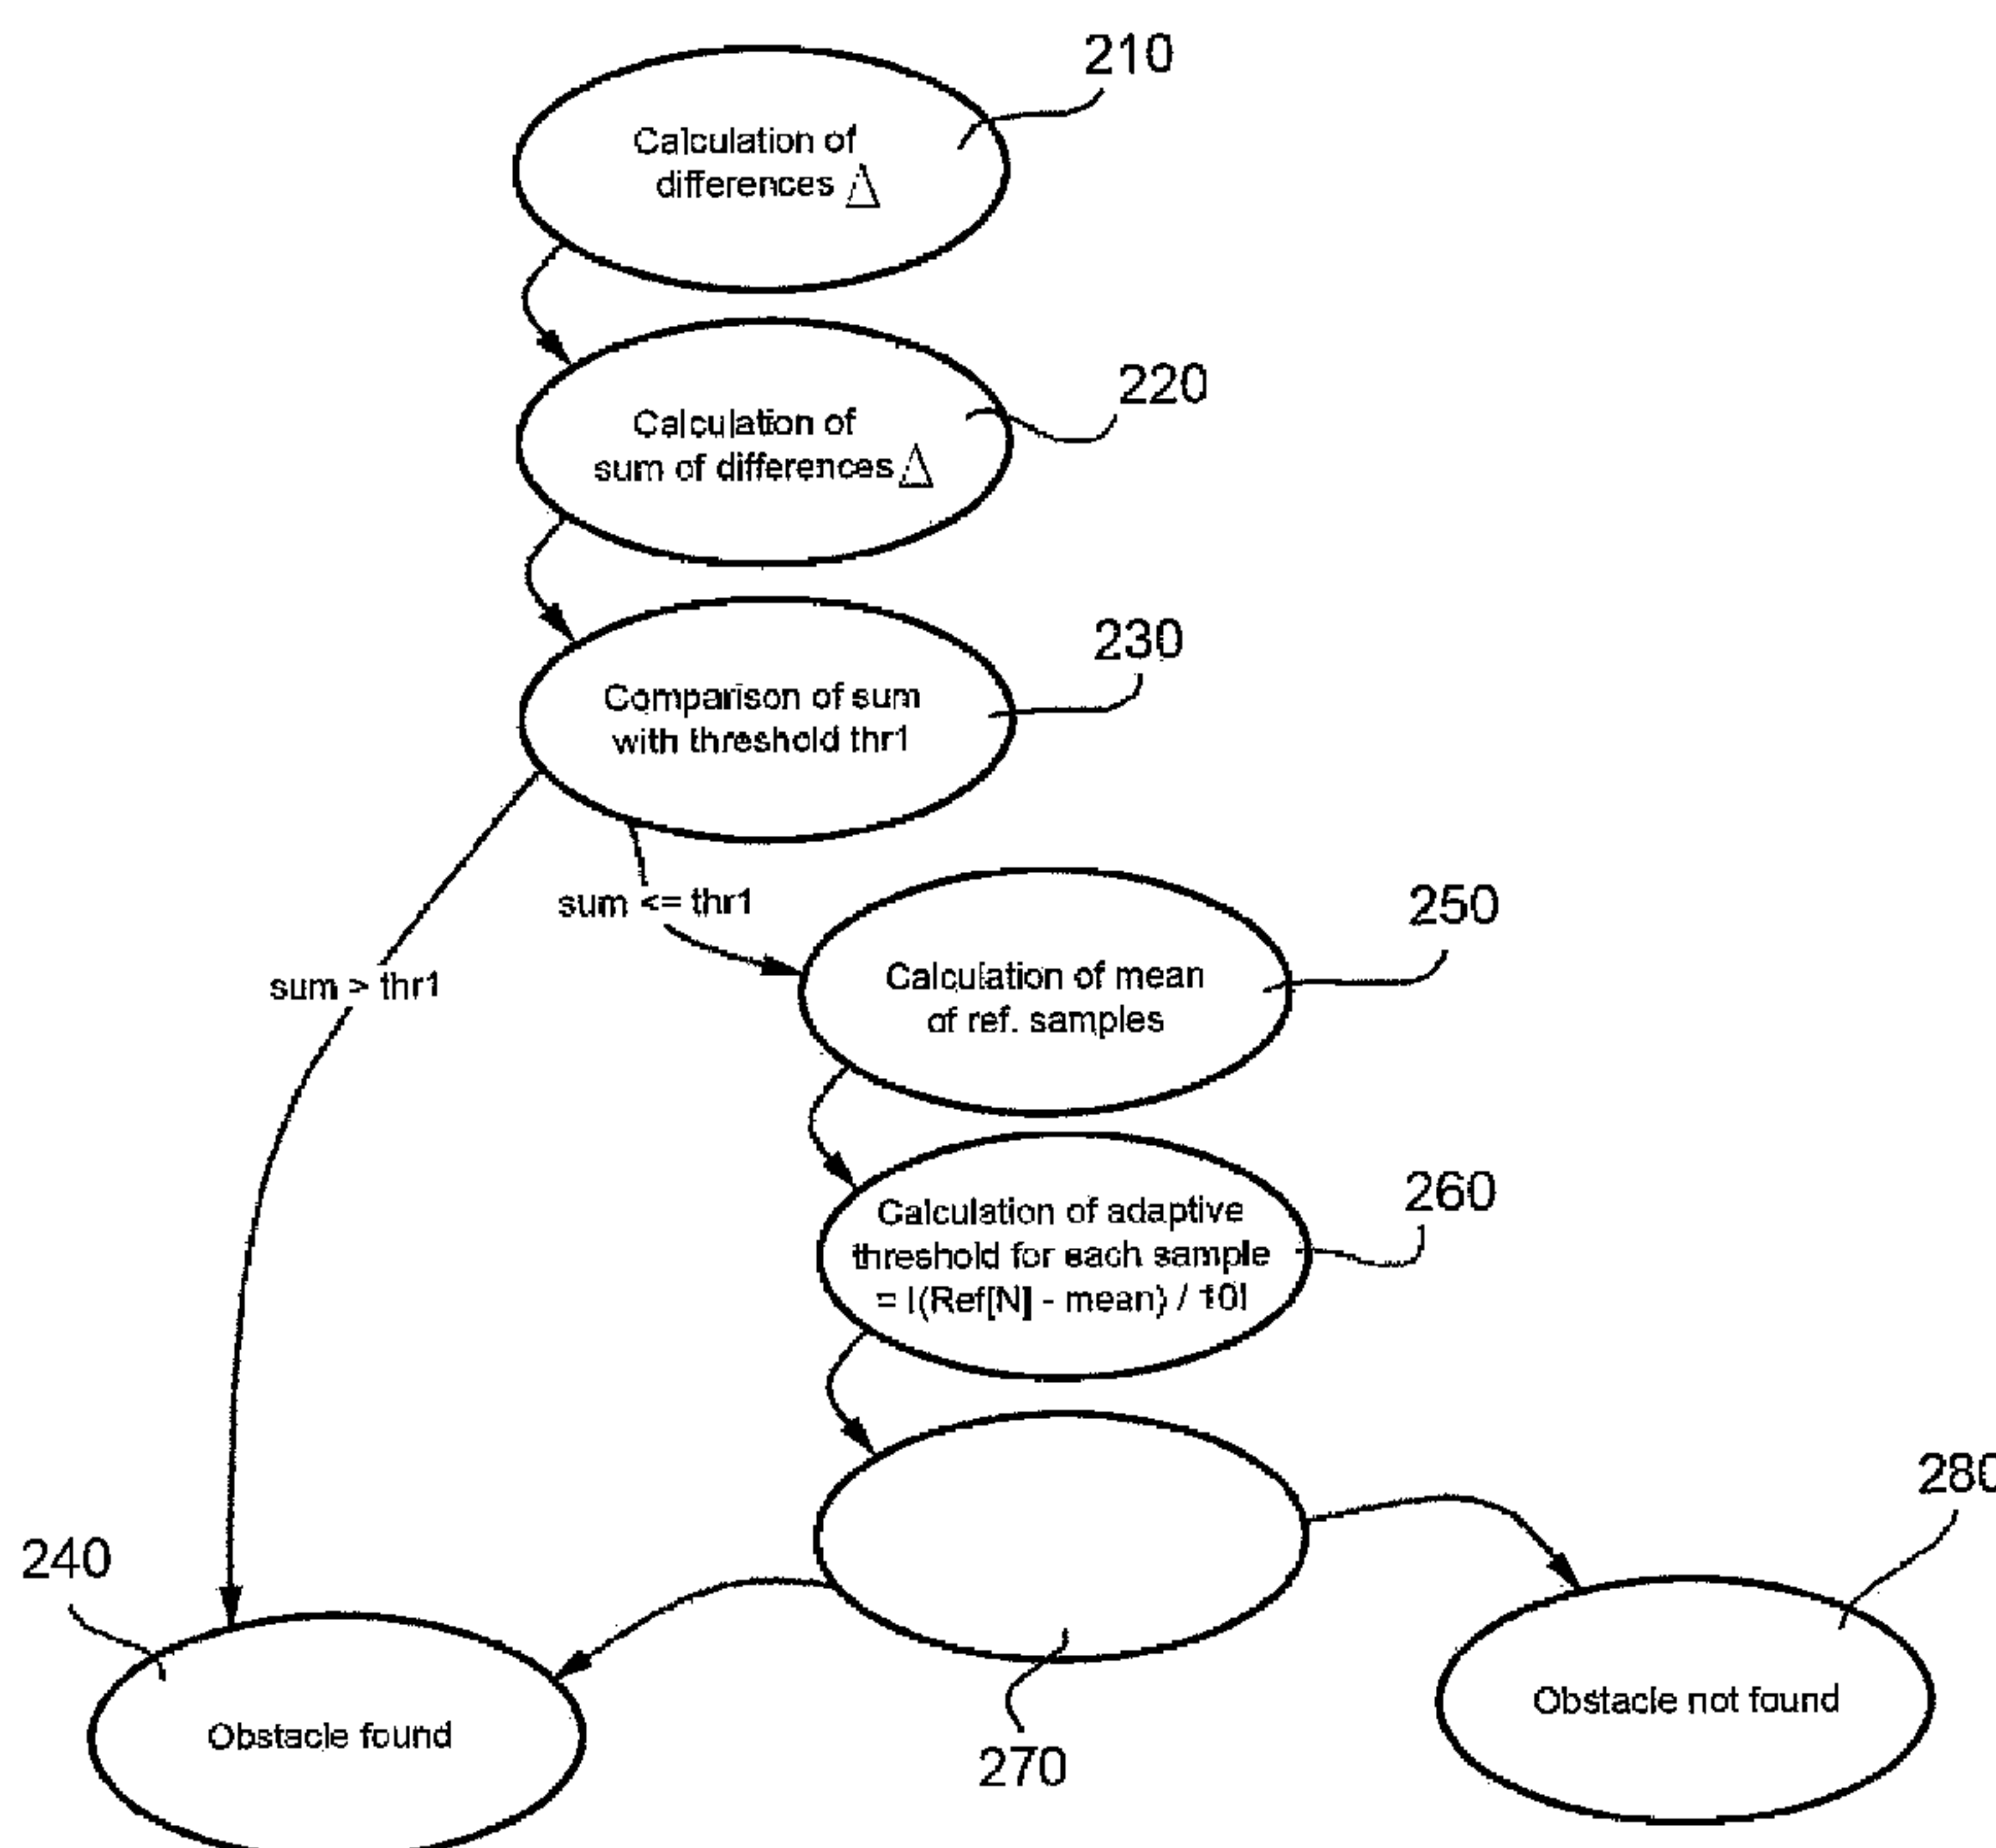 210
Calculation of
differences Δ
220
Calculation of
sum of differences Δ
230
Comparison of sum
with threshold thr1
sum <= thr1
sum > thr1
250
Calculation of mean
of ref. samples
260
Calculation of adaptive
threshold for each sample
= |(Ref[N] - mean) / 10|
280
240
Obstacle found
270
Obstacle not found